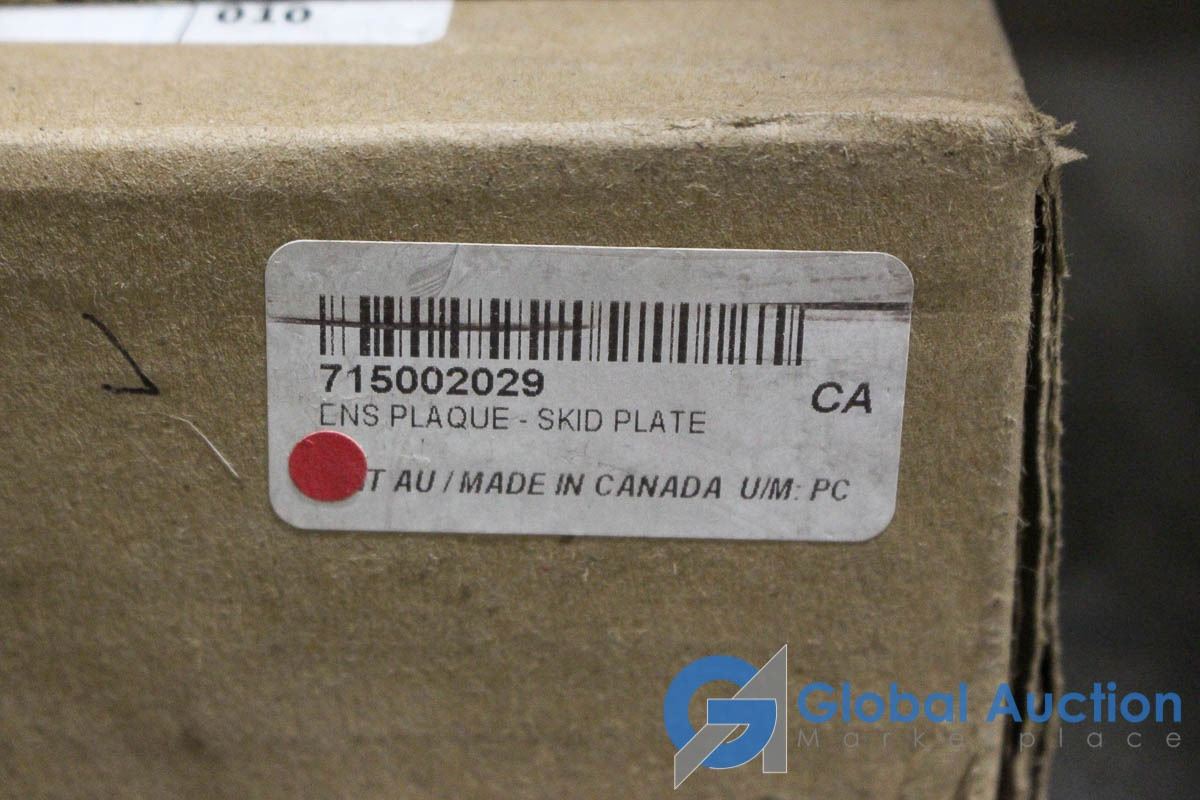 010
715002029
CA
ENS PLAQUE - SKID PLATE
AU / MADE IN CANADA U/M: PC
Global Auction
Marketplace